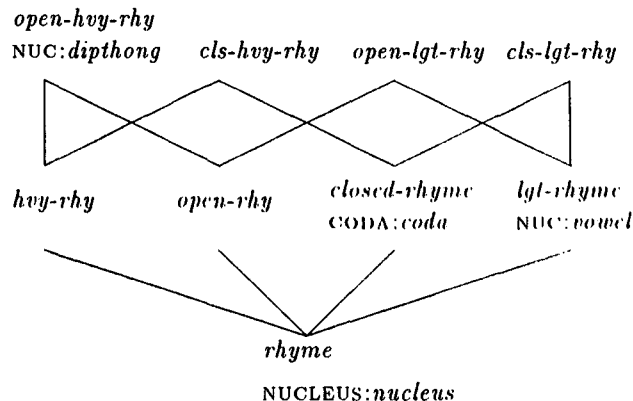 open-hvy-rhy
NUC:dipthong cls-hvy-rhy open-lgt-rhy cls-lgt-rhy
hvy-rhy open-rhy closed-rhyme lgt-rhyme
CODA:coda NUC:vowel
rhyme
NUCLEUS:nucleus